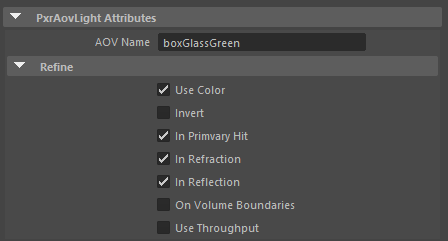 PxrAovLight Attributes
AOV Name boxGlassGreen
Refine
Use Color
Invert
In Primvary Hit
In Refraction
In Reflection
On Volume Boundaries
Use Throughput